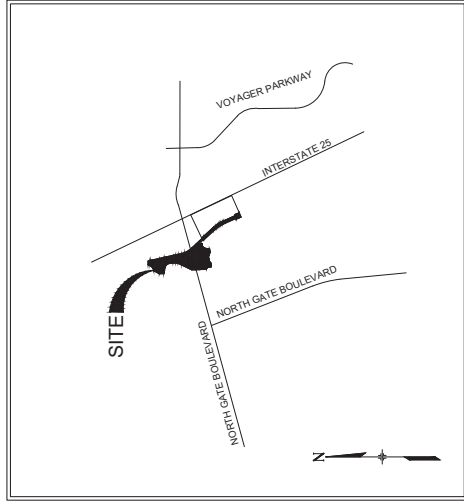 VOYAGER PARKWAY
INTERSTATE 25
SITE
NORTH GATE BOULEVARD
NORTH GATE BOULEVARD
N